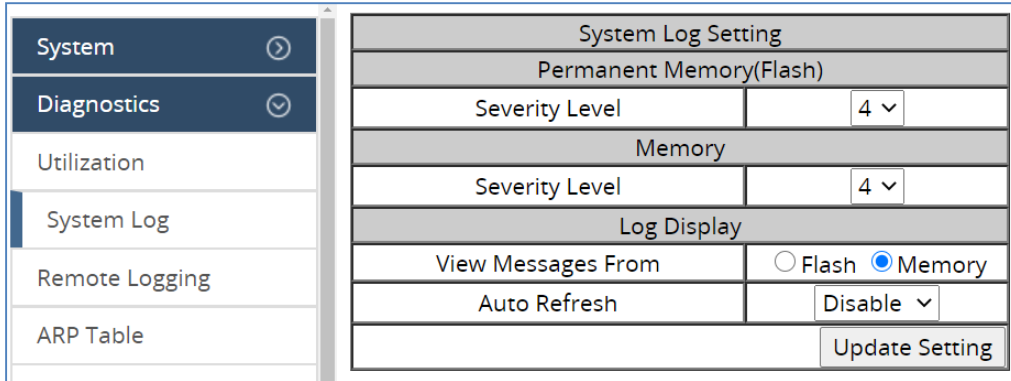 System
Diagnostics
Utilization
System Log
Remote Logging
ARP Table
System Log Setting
Permanent Memory(Flash)
Severity Level 4
Memory
Severity Level 4
Log Display
View Messages From Flash Memory
Auto Refresh Disable
Update Setting